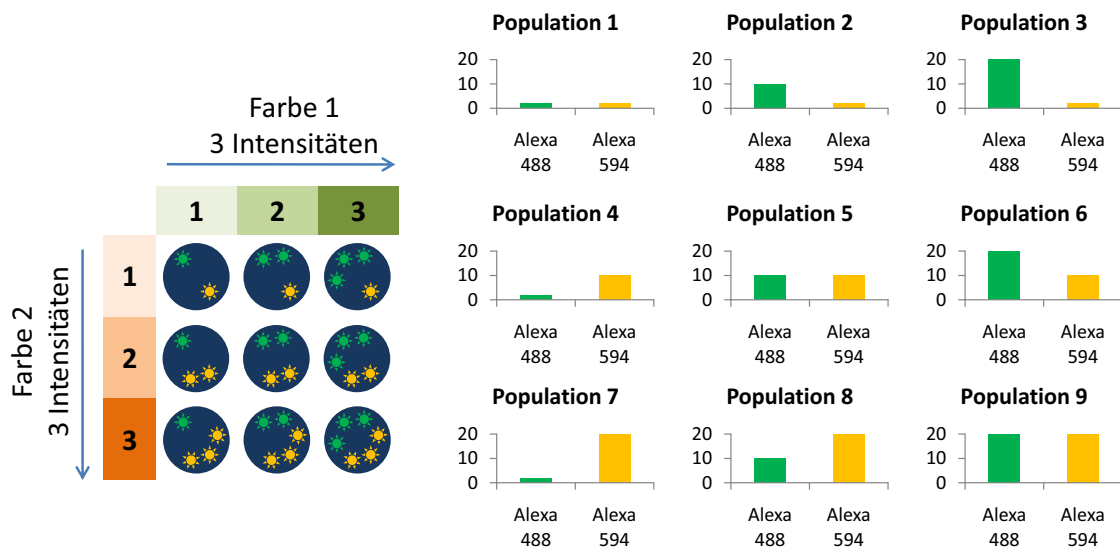 Farbe 1
3 Intensitäten
1 2 3
Farbe 2
3 Intensitäten
1
2
3
Population 1
20
10
0
Alexa 488
Alexa 594
Population 2
20
10
0
Alexa 488
Alexa 594
Population 3
20
10
0
Alexa 488
Alexa 594
Population 4
20
10
0
Alexa 488
Alexa 594
Population 5
20
10
0
Alexa 488
Alexa 594
Population 6
20
10
0
Alexa 488
Alexa 594
Population 7
20
10
0
Alexa 488
Alexa 594
Population 8
20
10
0
Alexa 488
Alexa 594
Population 9
20
10
0
Alexa 488
Alexa 594